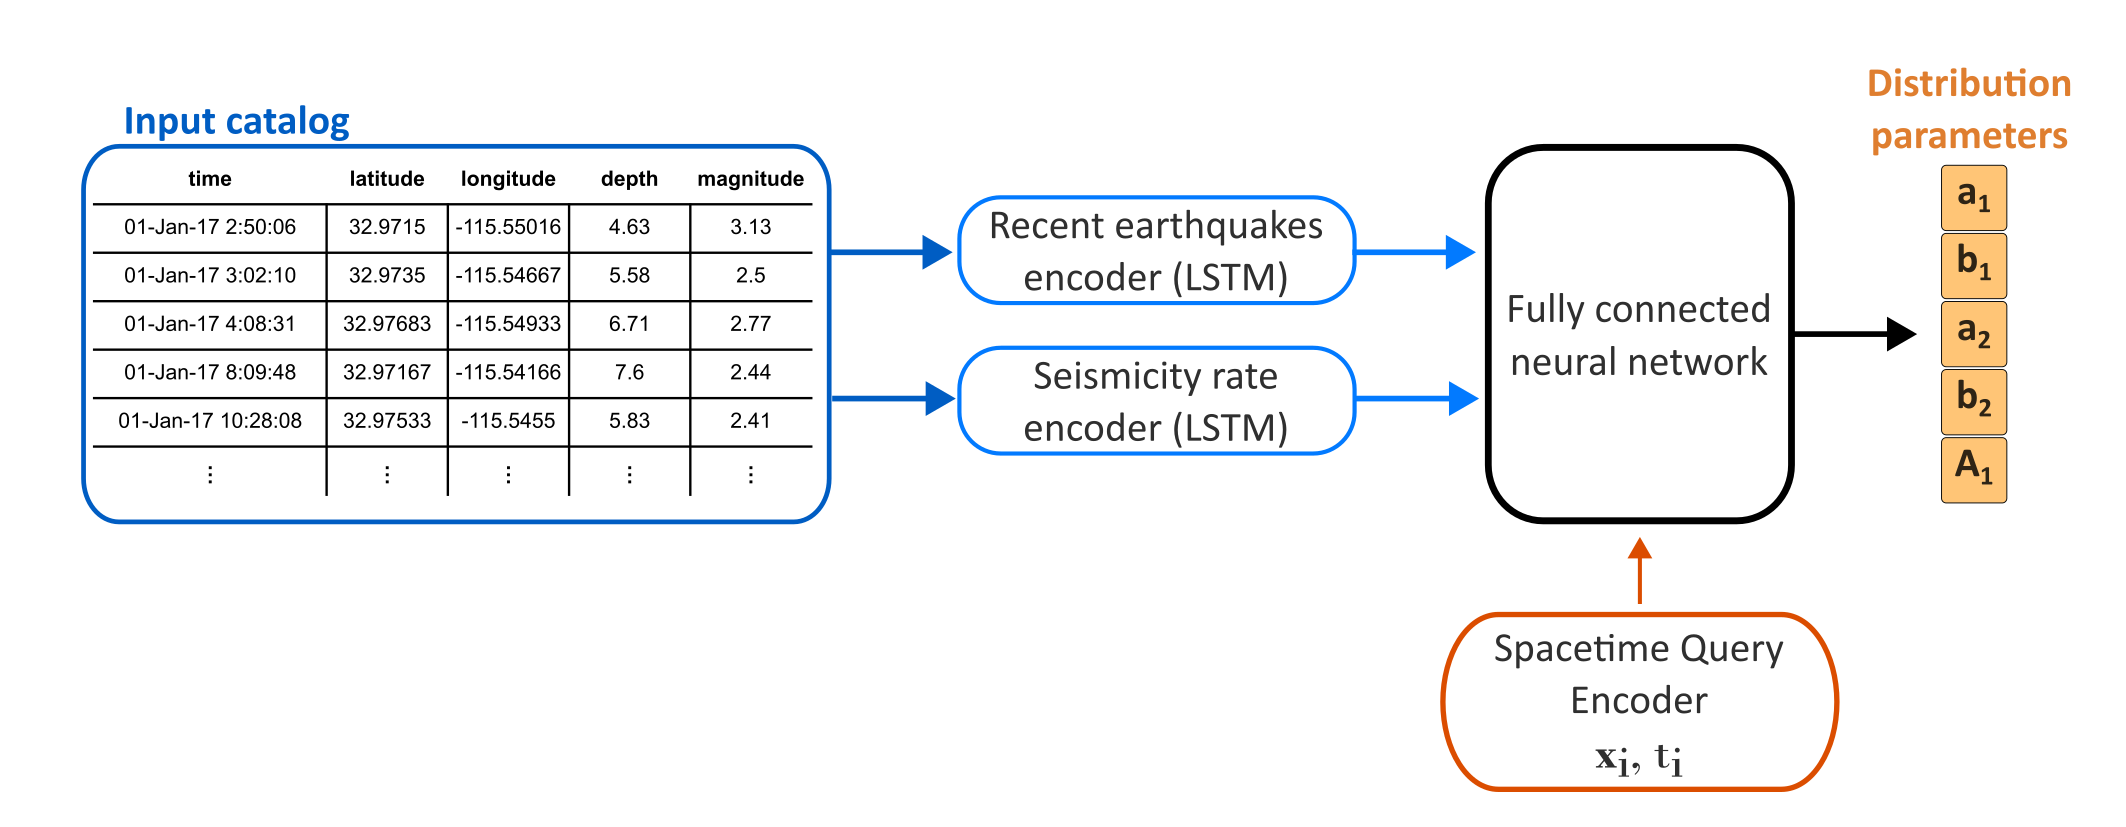 Input catalog
time latitude longitude depth magnitude
01-Jan-17 2:50:06 32.9715 -115.55016 4.63 3.13
01-Jan-17 3:02:10 32.9735 -115.54667 5.58 2.5
01-Jan-17 4:08:31 32.97683 -115.54933 6.71 2.77
01-Jan-17 8:09:48 32.97167 -115.54166 7.6 2.44
01-Jan-17 10:28:08 32.97533 -115.5455 5.83 2.41
⋮ ⋮ ⋮ ⋮ ⋮
Recent earthquakes
encoder (LSTM)
Seismicity rate
encoder (LSTM)
Fully connected
neural network
Spacetime Query
Encoder
x_i, t_i
Distribution
parameters
a_1
b_1
a_2
b_2
A_1